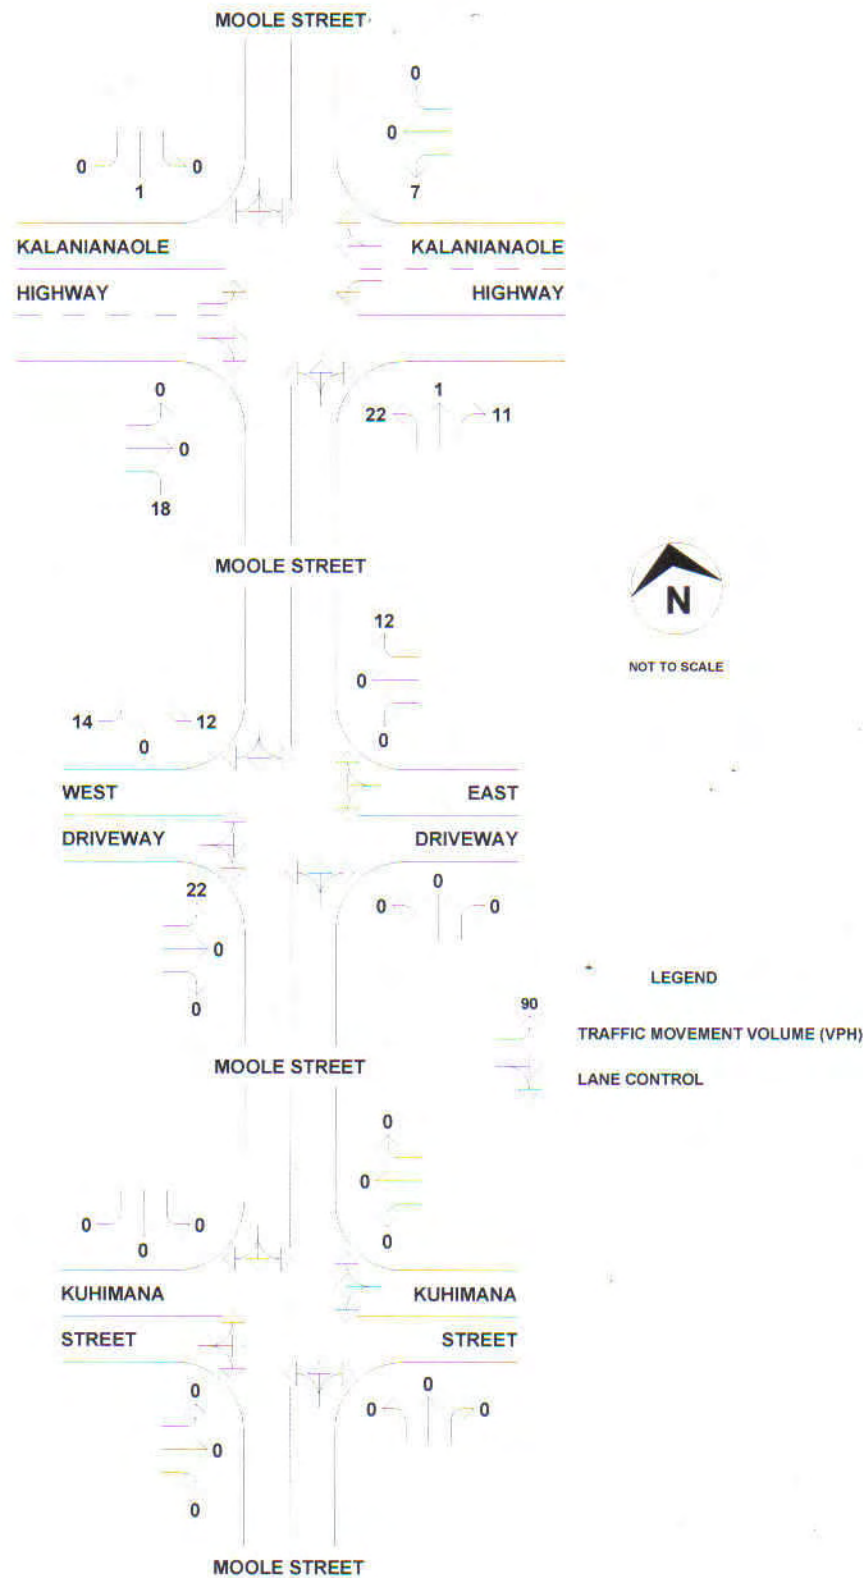 MOOLE STREET
0
0
0
0
1
7
KALANIANAOLE
KALANIANAOLE
HIGHWAY
HIGHWAY
0
1
22
11
0
18
MOOLE STREET
N
12
NOT TO SCALE
0
14
12
0
0
WEST
EAST
DRIVEWAY
DRIVEWAY
22
0
0
0
0
0
LEGEND
90
TRAFFIC MOVEMENT VOLUME (VPH)
MOOLE STREET
LANE CONTROL
0
0
0
0
0
0
KUHIMANA
KUHIMANA
STREET
STREET
0
0
0
0
0
0
MOOLE STREET